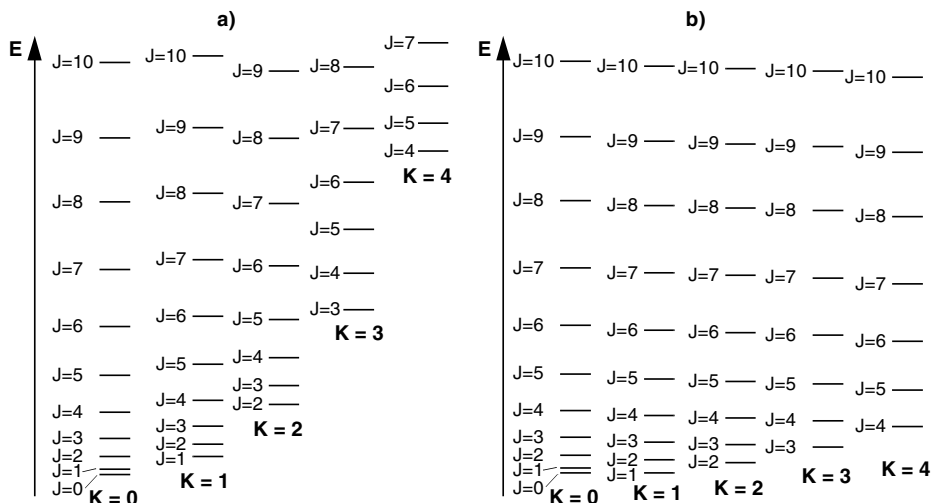 a)
E
J=10
J=9
J=8
J=7
J=6
J=5
J=4
J=3
J=2
J=1
J=0
K = 0
J=10
J=9
J=8
J=7
J=6
J=5
J=4
J=3
J=2
J=1
K = 1
J=9
J=8
J=7
J=6
J=5
J=4
J=3
J=2
K = 2
J=8
J=7
J=6
J=5
J=4
J=3
K = 3
J=7
J=6
J=5
J=4
K = 4
b)
E
J=10
J=9
J=8
J=7
J=6
J=5
J=4
J=3
J=2
J=1
J=0
K = 0
J=10
J=9
J=8
J=7
J=6
J=5
J=4
J=3
J=2
J=1
K = 1
J=10
J=9
J=8
J=7
J=6
J=5
J=4
J=3
J=2
K = 2
J=10
J=9
J=8
J=7
J=6
J=5
J=4
J=3
K = 3
J=10
J=9
J=8
J=7
J=6
J=5
J=4
K = 4